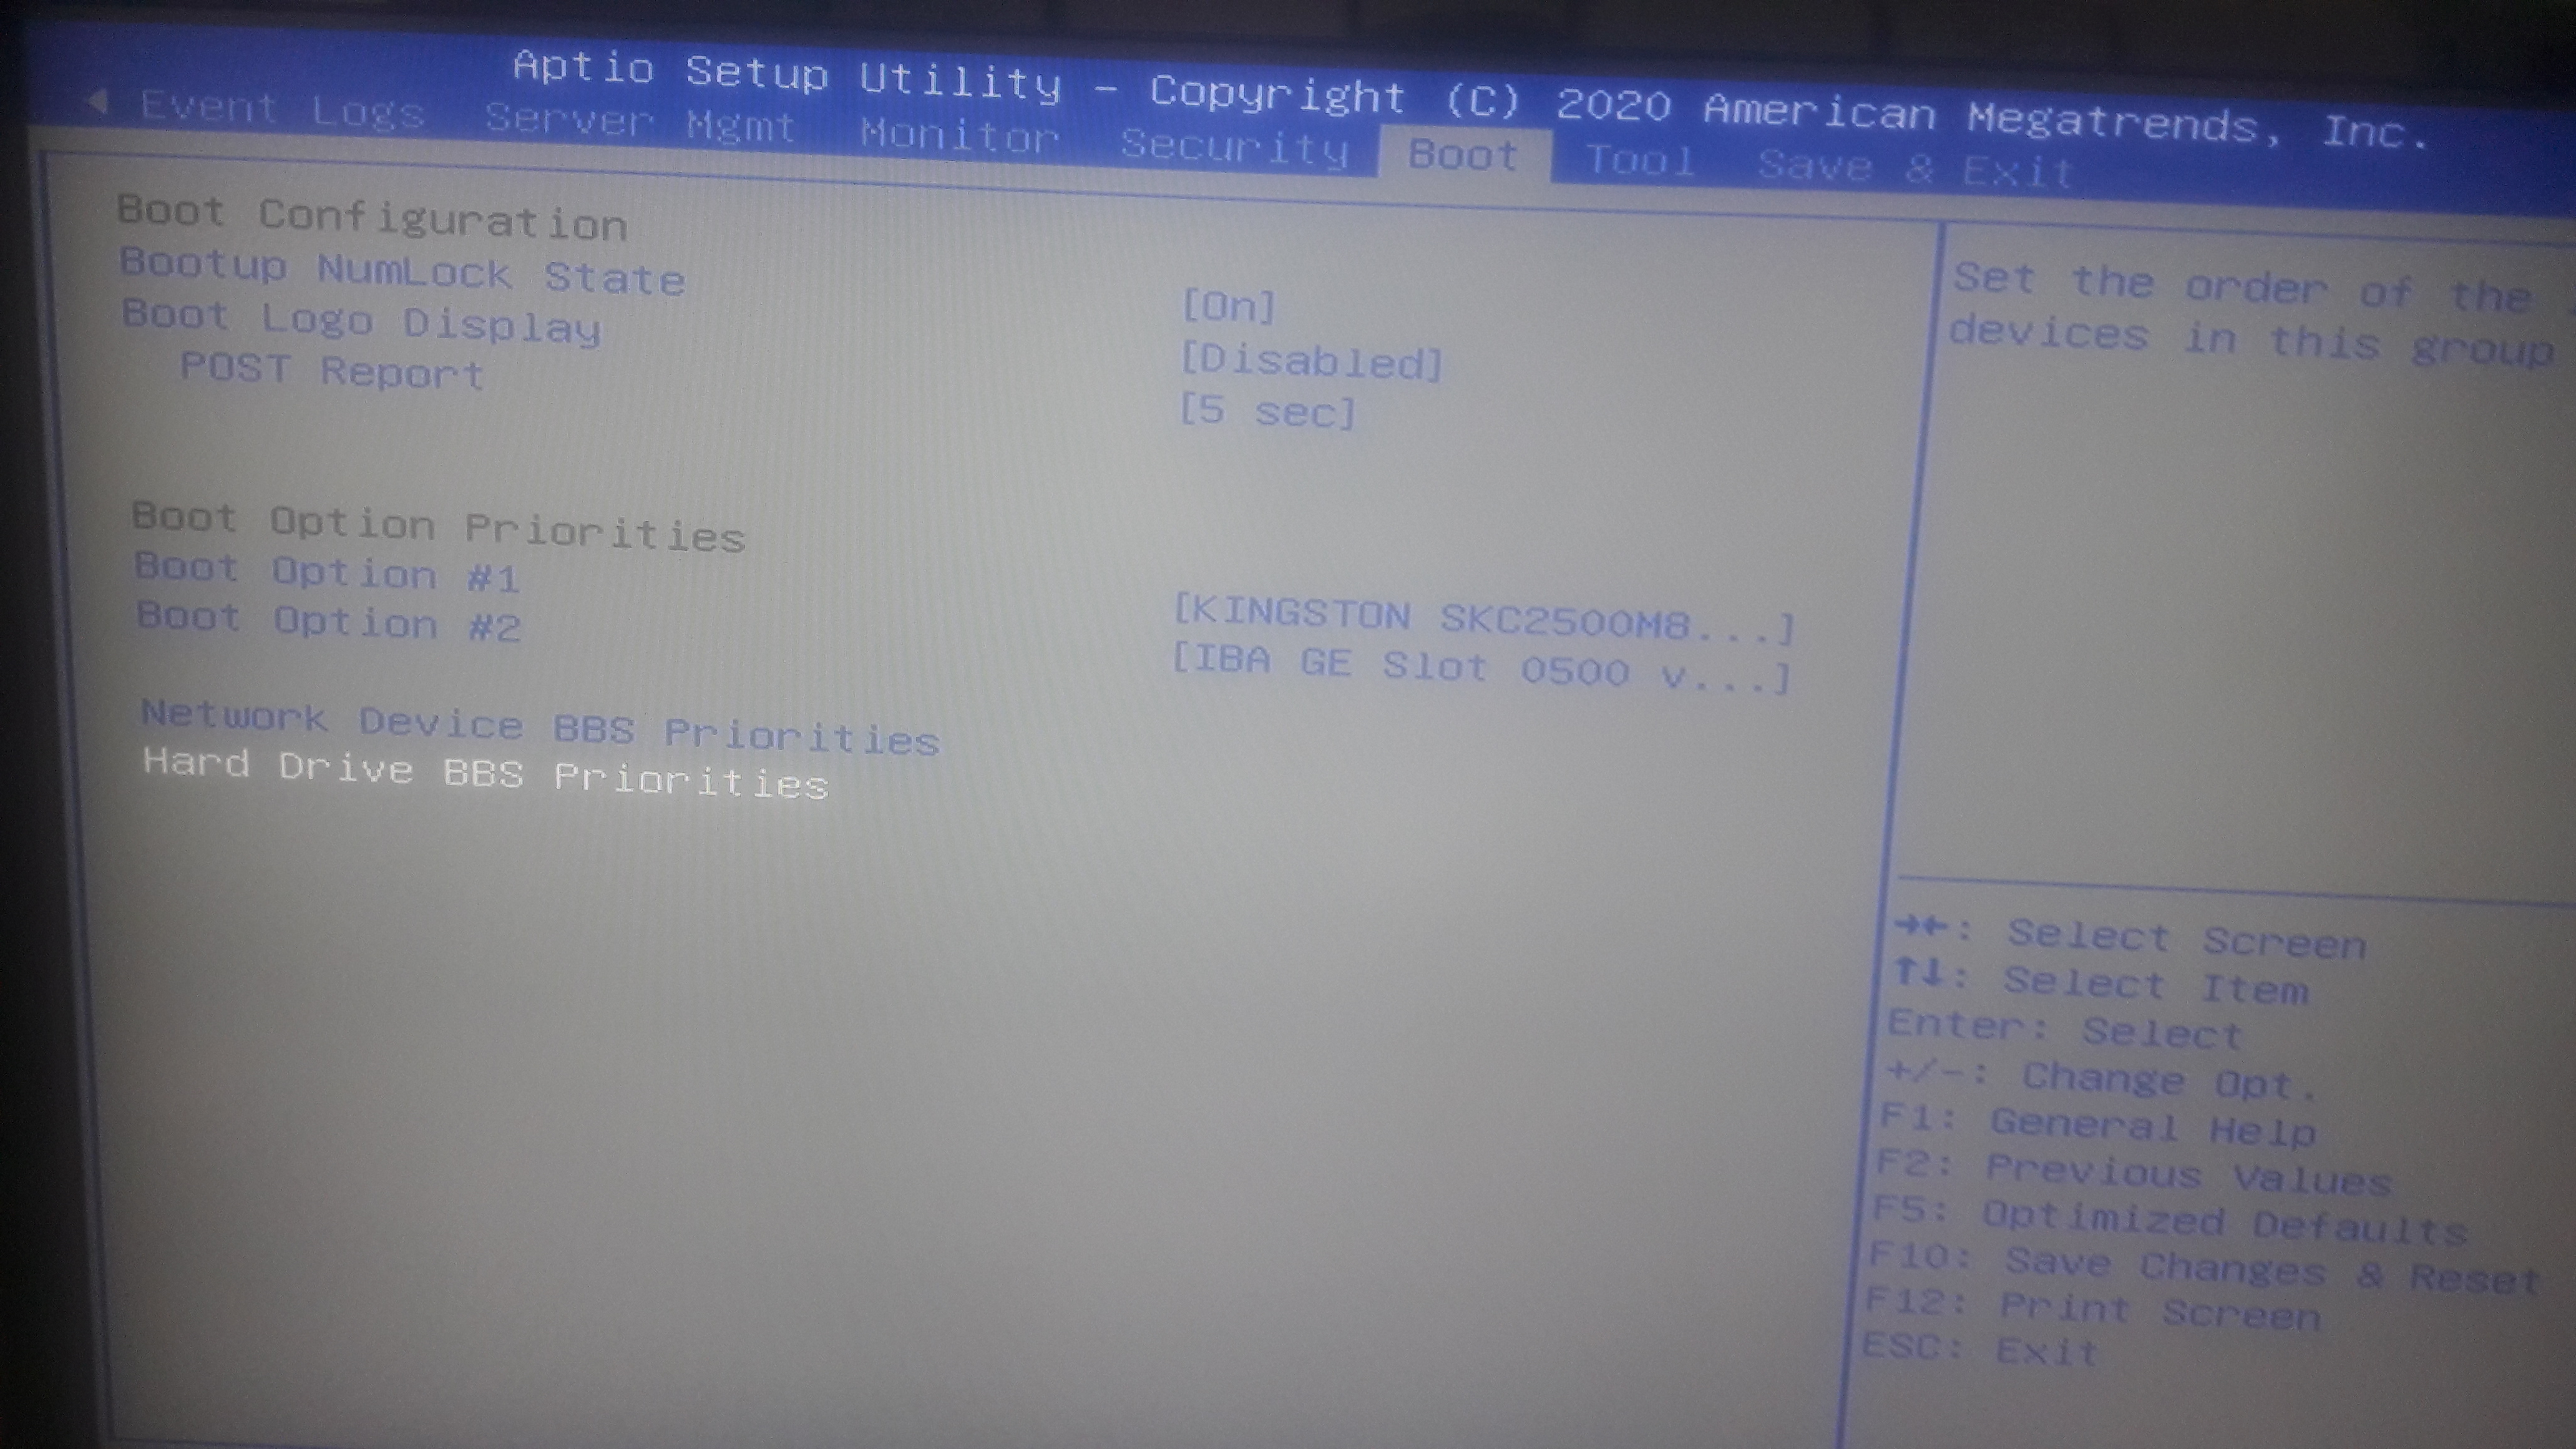 Aptio Setup Utility - Copyright (C) 2020 American Megatrends, Inc.
Event Logs Server Mgmt Monitor Security Boot Tool Save & Exit
Boot Configuration
Bootup NumLock State [On]
Boot Logo Display [Disabled]
POST Report [5 sec]
Boot Option Priorities
Boot Option #1 [KINGSTON SKC2500M8...]
Boot Option #2 [IBA GE Slot 0500 v...]
Network Device BBS Priorities
Hard Drive BBS Priorities
Set the order of the
devices in this group
→←: Select Screen
↑↓: Select Item
Enter: Select
+/-: Change Opt.
F1: General Help
F2: Previous Values
F5: Optimized Defaults
F10: Save Changes & Reset
F12: Print Screen
ESC: Exit